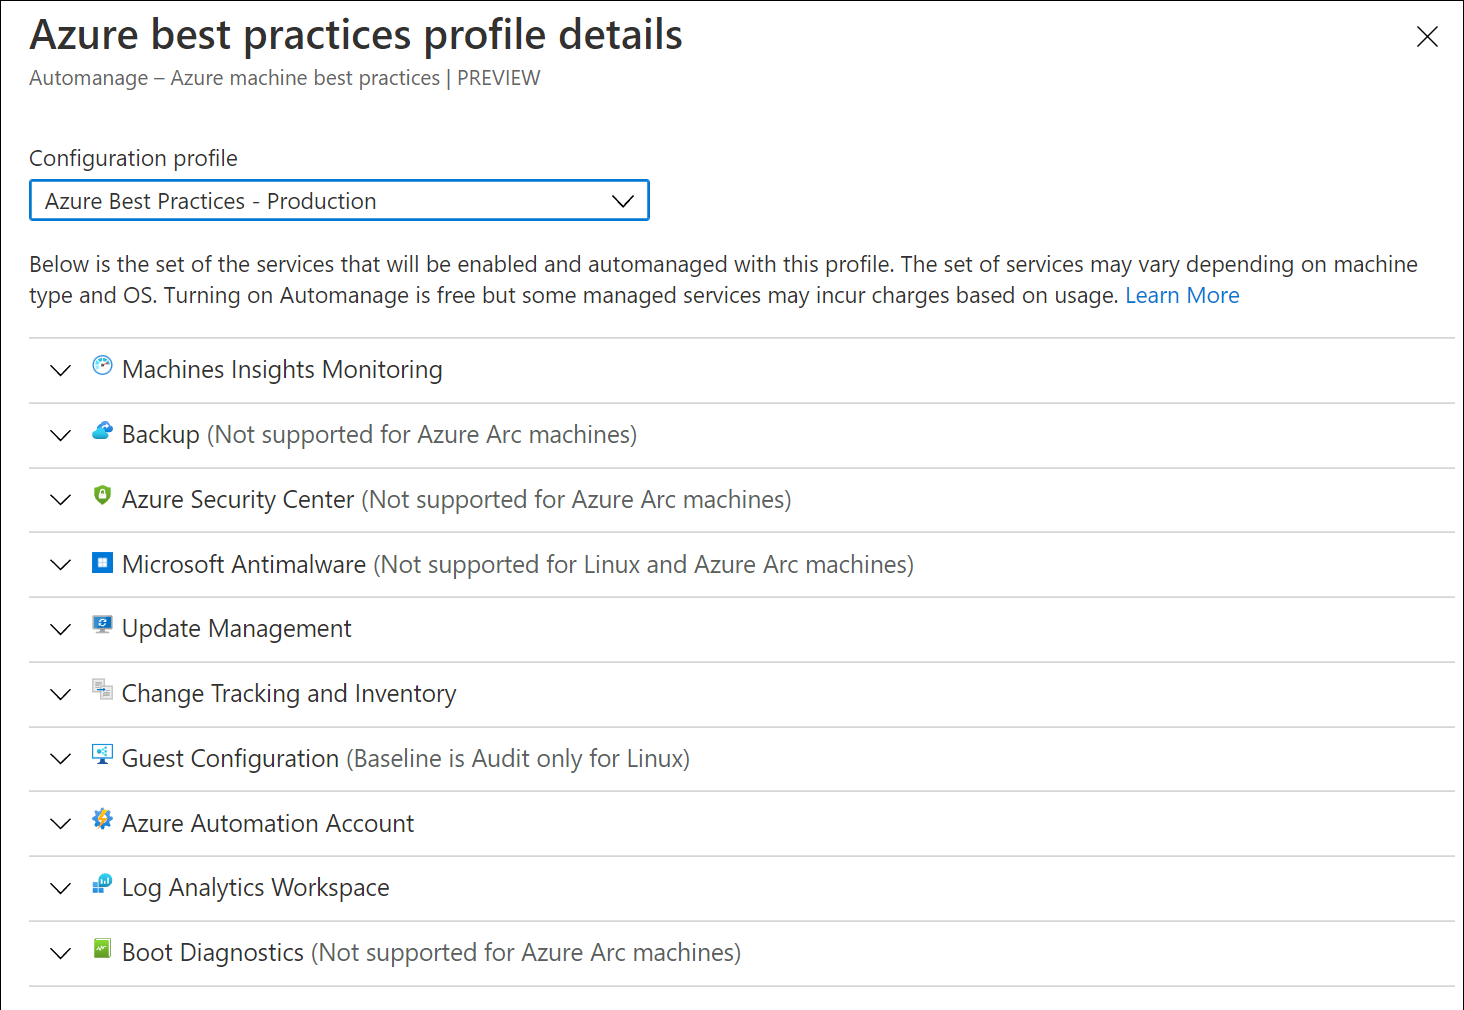 Azure best practices profile details
Automanage – Azure machine best practices | PREVIEW
Configuration profile
Azure Best Practices - Production
Below is the set of the services that will be enabled and automanaged with this profile. The set of services may vary depending on machine
type and OS. Turning on Automanage is free but some managed services may incur charges based on usage. Learn More
Machines Insights Monitoring
Backup (Not supported for Azure Arc machines)
Azure Security Center (Not supported for Azure Arc machines)
Microsoft Antimalware (Not supported for Linux and Azure Arc machines)
Update Management
Change Tracking and Inventory
Guest Configuration (Baseline is Audit only for Linux)
Azure Automation Account
Log Analytics Workspace
Boot Diagnostics (Not supported for Azure Arc machines)